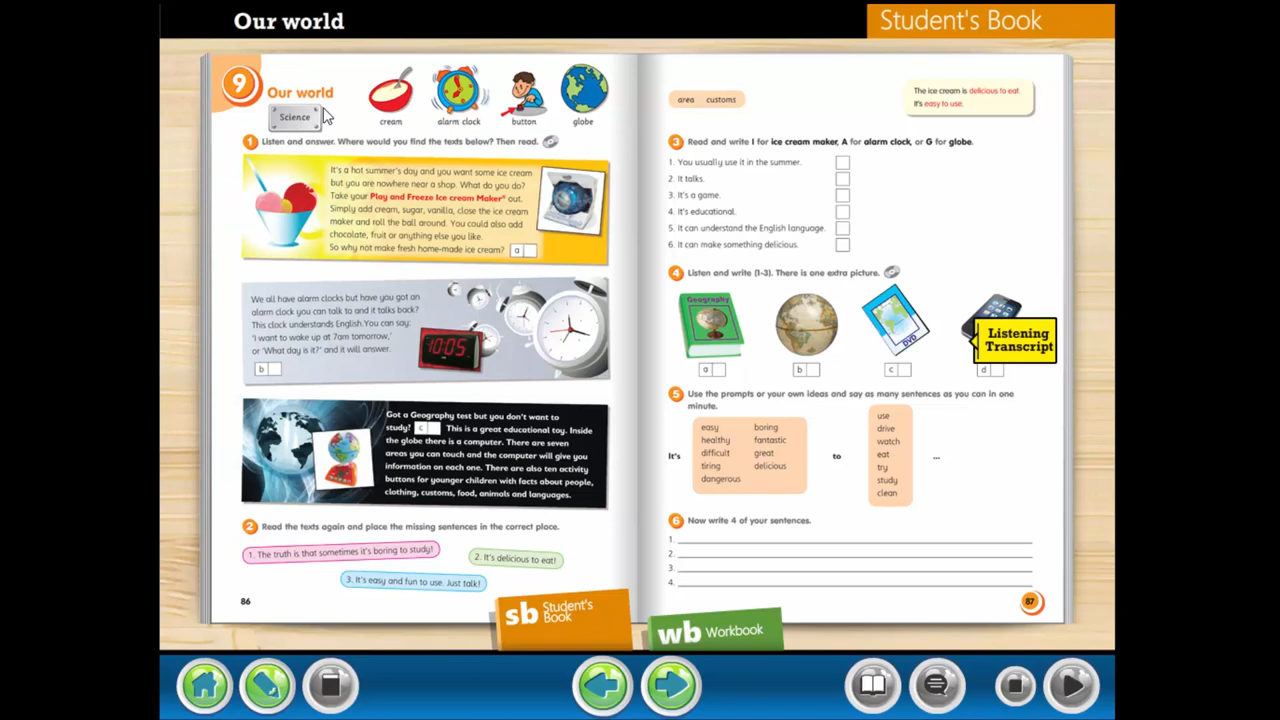 Our world
Student's Book
9
Our world
Science
cream
alarm clock
button
globe
1 Listen and answer. Where would you find the texts below? Then read.
It's a hot summer's day and you want some ice cream
but you are nowhere near a shop. What do you do?
Take your Play and Freeze Ice cream Maker® out.
Simply add cream, sugar, vanilla, close the ice cream
maker and roll the ball around. You could also add
chocolate, fruit or anything else you like.
So why not make fresh home-made ice cream? a
We all have alarm clocks but have you got an
alarm clock you can talk to and it talks back?
This clock understands English. You can say:
'I want to wake up at 7am tomorrow,'
or 'What day is it?' and it will answer.
b
10:05
Got a Geography test but you don't want to
study? c This is a great educational toy. Inside
the globe there is a computer. There are seven
areas you can touch and the computer will give you
information on each one. There are also ten activity
buttons for younger children with facts about people,
clothing, customs, food, animals and languages.
2 Read the texts again and place the missing sentences in the correct place.
1. The truth is that sometimes it's boring to study!
2. It's delicious to eat!
3. It's easy and fun to use. Just talk!
86
area customs
The ice cream is delicious to eat.
It's easy to use.
3 Read and write I for ice cream maker, A for alarm clock, or G for globe.
1. You usually use it in the summer.
2. It talks.
3. It's a game.
4. It's educational.
5. It can understand the English language.
6. It can make something delicious.
4 Listen and write (1-3). There is one extra picture.
Geography
DVD
Listening
Transcript
a
b
c
d
5 Use the prompts or your own ideas and say as many sentences as you can in one
minute.
It's
easy
healthy
difficult
tiring
dangerous
boring
fantastic
great
delicious
to
use
drive
watch
eat
try
study
clean
...
6 Now write 4 of your sentences.
1.
2.
3.
4.
87
sb Student's
Book
wb Workbook